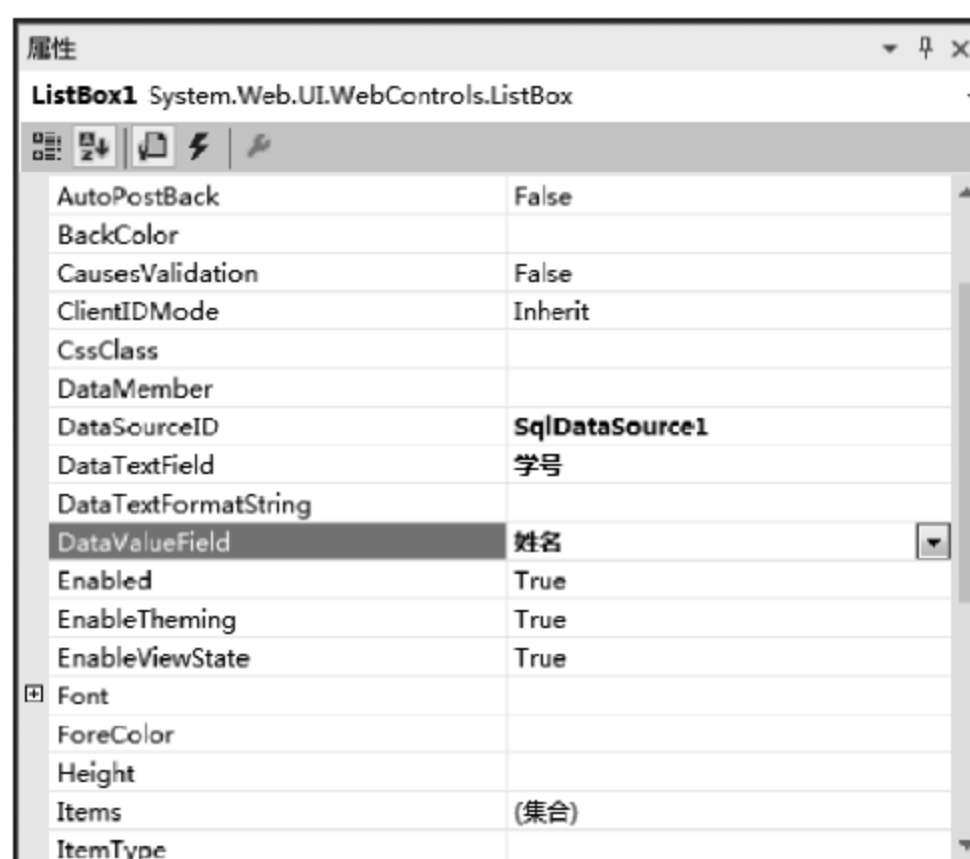 属性
ListBox1 System.Web.UI.WebControls.ListBox
AutoPostBack False
BackColor
CausesValidation False
ClientIDMode Inherit
CssClass
DataMember
DataSourceID SqlDataSource1
DataTextField 学号
DataTextFormatString
DataValueField 姓名
Enabled True
EnableTheming True
EnableViewState True
Font
ForeColor
Height
Items (集合)
ItemType